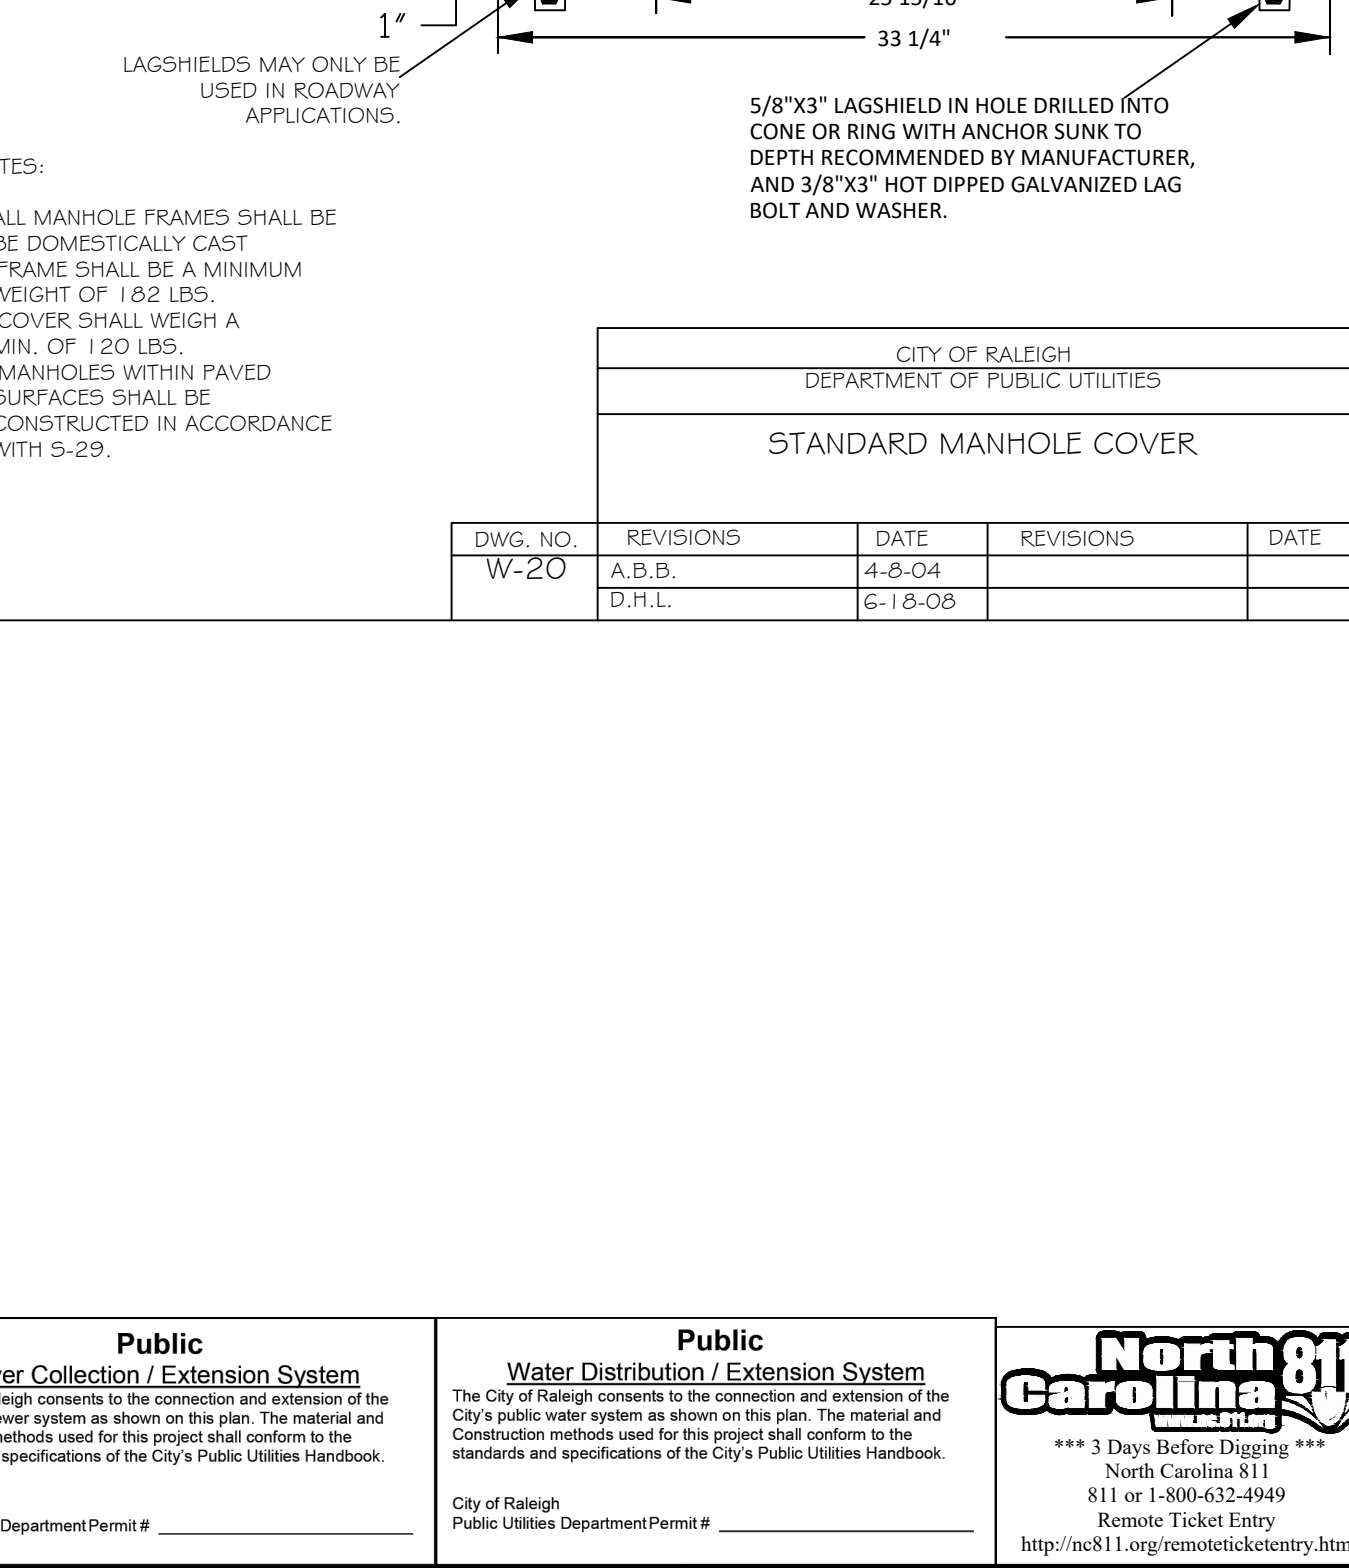 1"
33 1/4"
LAGSHIELDS MAY ONLY BE
USED IN ROADWAY
APPLICATIONS.
5/8"X3" LAGSHIELD IN HOLE DRILLED INTO
CONE OR RING WITH ANCHOR SUNK TO
DEPTH RECOMMENDED BY MANUFACTURER,
AND 3/8"X3" HOT DIPPED GALVANIZED LAG
BOLT AND WASHER.
TES:
ALL MANHOLE FRAMES SHALL BE
BE DOMESTICALLY CAST
FRAME SHALL BE A MINIMUM
WEIGHT OF 182 LBS.
COVER SHALL WEIGH A
MIN. OF 120 LBS.
MANHOLES WITHIN PAVED
SURFACES SHALL BE
CONSTRUCTED IN ACCORDANCE
WITH S-29.
CITY OF RALEIGH
DEPARTMENT OF PUBLIC UTILITIES
STANDARD MANHOLE COVER
DWG. NO. REVISIONS DATE REVISIONS DATE
W-20 A.B.B. 4-8-04
D.H.L. 6-18-08
Public
er Collection / Extension System
leigh consents to the connection and extension of the
ewer system as shown on this plan. The material and
ethods used for this project shall conform to the
specifications of the City's Public Utilities Handbook.
Department Permit #
Public
Water Distribution / Extension System
The City of Raleigh consents to the connection and extension of the
City's public water system as shown on this plan. The material and
Construction methods used for this project shall conform to the
standards and specifications of the City's Public Utilities Handbook.
City of Raleigh
Public Utilities Department Permit #
North
Carolina 811
www.nc811.org
*** 3 Days Before Digging ***
North Carolina 811
811 or 1-800-632-4949
Remote Ticket Entry
http://nc811.org/remoteticketentry.htm